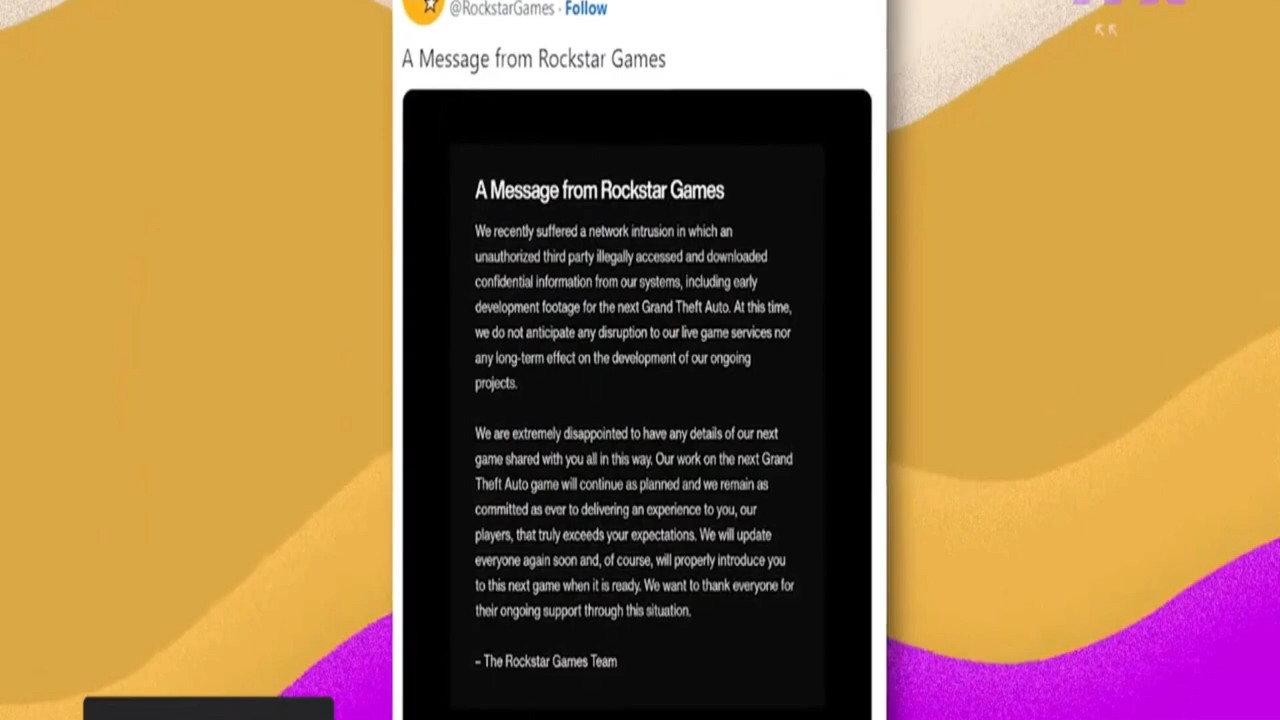 @RockstarGames · Follow
A Message from Rockstar Games
A Message from Rockstar Games
We recently suffered a network intrusion in which an
unauthorized third party illegally accessed and downloaded
confidential information from our systems, including early
development footage for the next Grand Theft Auto. At this time,
we do not anticipate any disruption to our live game services nor
any long-term effect on the development of our ongoing
projects.
We are extremely disappointed to have any details of our next
game shared with you all in this way. Our work on the next Grand
Theft Auto game will continue as planned and we remain as
committed as ever to delivering an experience to you, our
players, that truly exceeds your expectations. We will update
everyone again soon and, of course, will properly introduce you
to this next game when it is ready. We want to thank everyone for
their ongoing support through this situation.
– The Rockstar Games Team